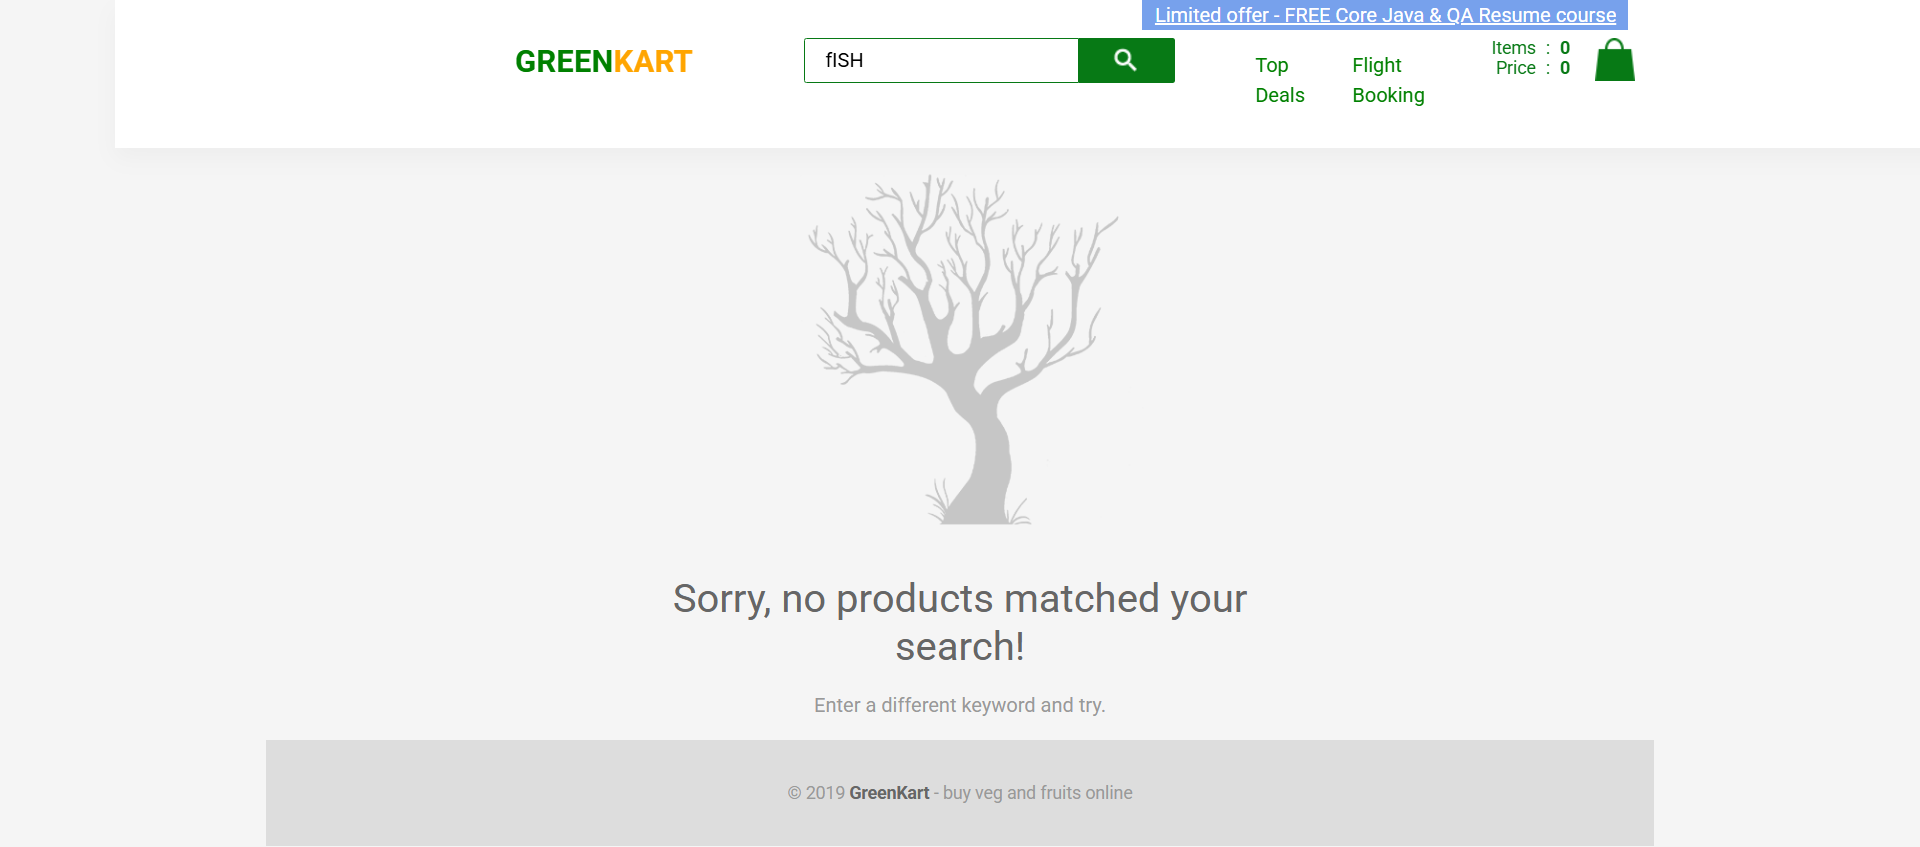 Limited offer - FREE Core Java & QA Resume course
GREENKART
fISH
Top
Deals
Flight
Booking
Items : 0
Price : 0
Sorry, no products matched your
search!
Enter a different keyword and try.
© 2019 GreenKart - buy veg and fruits online